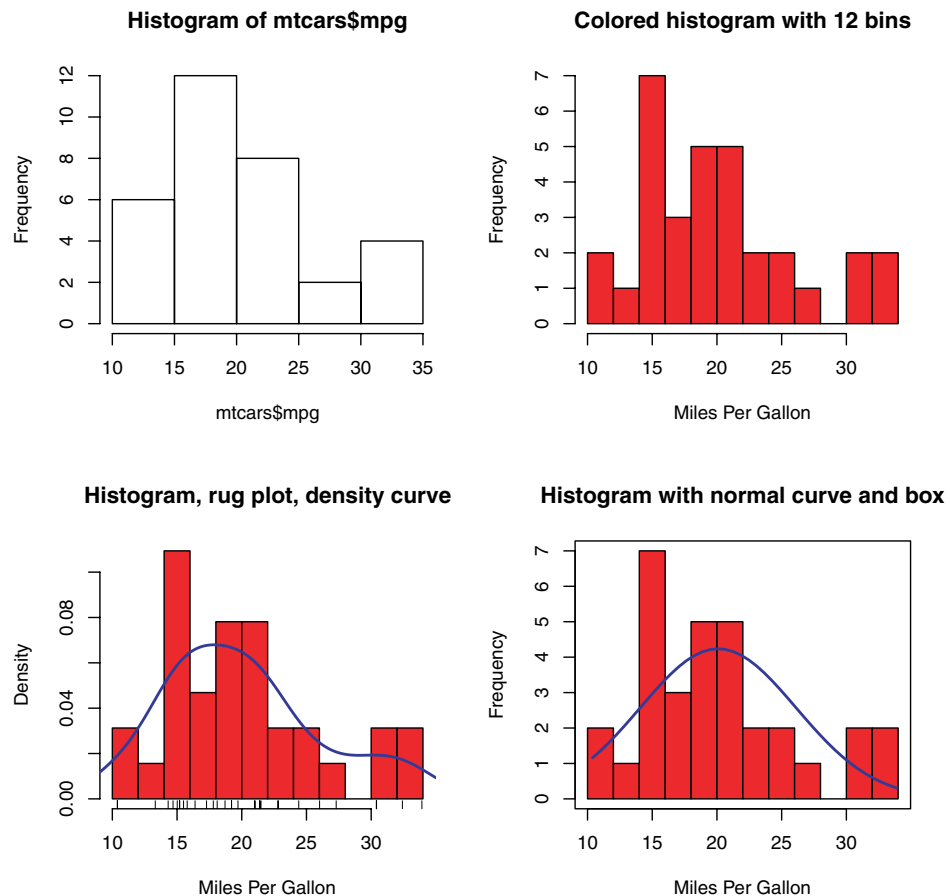 Histogram of mtcars$mpg
Frequency
0 2 4 6 8 10 12
10 15 20 25 30 35
mtcars$mpg
Colored histogram with 12 bins
Frequency
0 1 2 3 4 5 6 7
10 15 20 25 30
Miles Per Gallon
Histogram, rug plot, density curve
Density
0.00 0.04 0.08
10 15 20 25 30
Miles Per Gallon
Histogram with normal curve and box
Frequency
0 1 2 3 4 5 6 7
10 15 20 25 30
Miles Per Gallon